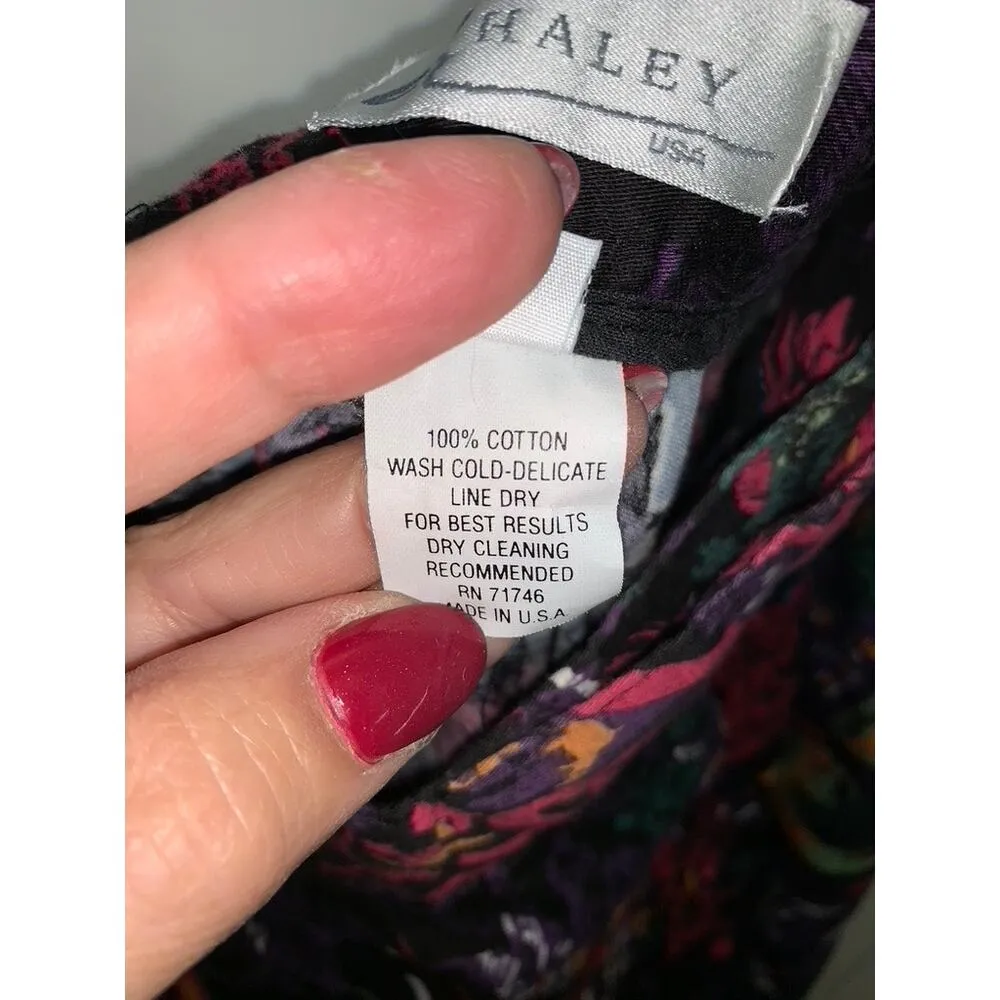 HALEY
USA
100% COTTON
WASH COLD-DELICATE
LINE DRY
FOR BEST RESULTS
DRY CLEANING
RECOMMENDED
RN 71746
MADE IN U.S.A.